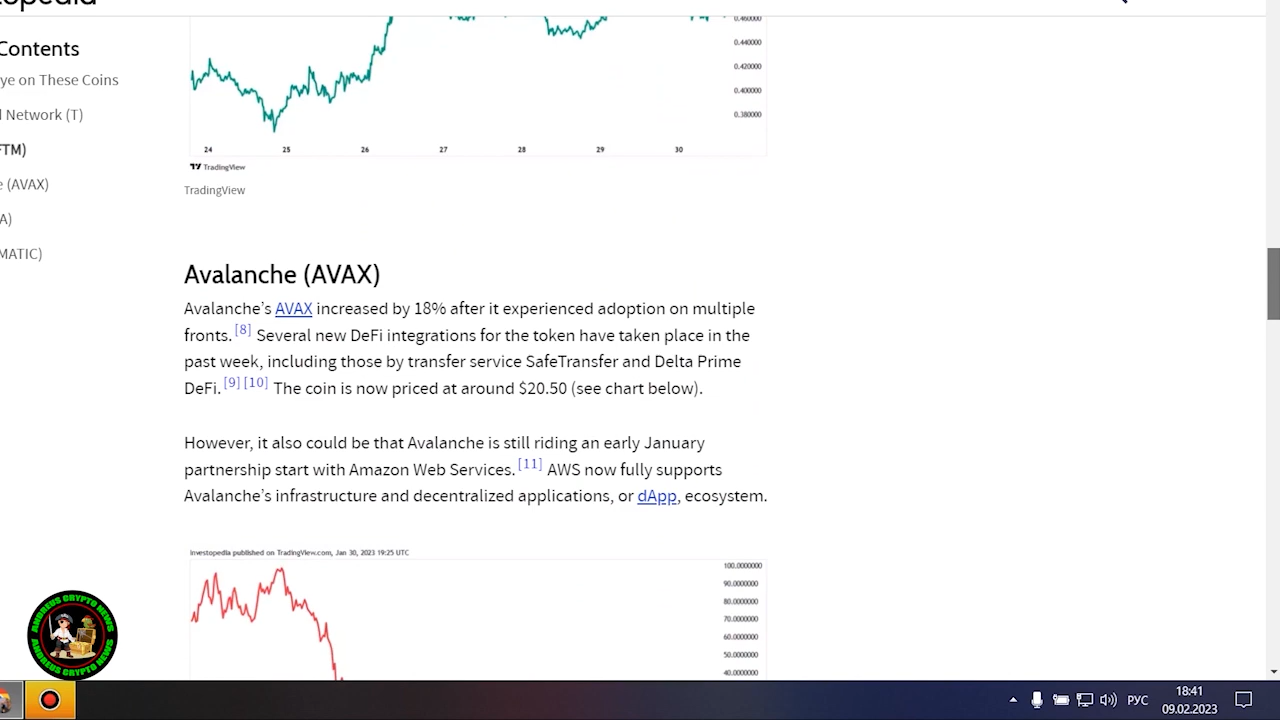 opedia
Contents
ye on These Coins
l Network (T)
FTM)
e (AVAX)
A)
MATIC)
0.460000
0.440000
0.420000
0.400000
0.380000
24 25 26 27 28 29 30
TradingView
TradingView
Avalanche (AVAX)
Avalanche’s AVAX increased by 18% after it experienced adoption on multiple
fronts.[8] Several new DeFi integrations for the token have taken place in the
past week, including those by transfer service SafeTransfer and Delta Prime
DeFi.[9][10] The coin is now priced at around $20.50 (see chart below).
However, it also could be that Avalanche is still riding an early January
partnership start with Amazon Web Services.[11] AWS now fully supports
Avalanche’s infrastructure and decentralized applications, or dApp, ecosystem.
Investopedia published on TradingView.com, Jan 30, 2023 19:25 UTC
100.0000000
90.0000000
80.0000000
70.0000000
60.0000000
50.0000000
40.0000000
ANDREUS CRYPTO NEWS
ANDREUS CRYPTO NEWS
РУС
18:41
09.02.2023